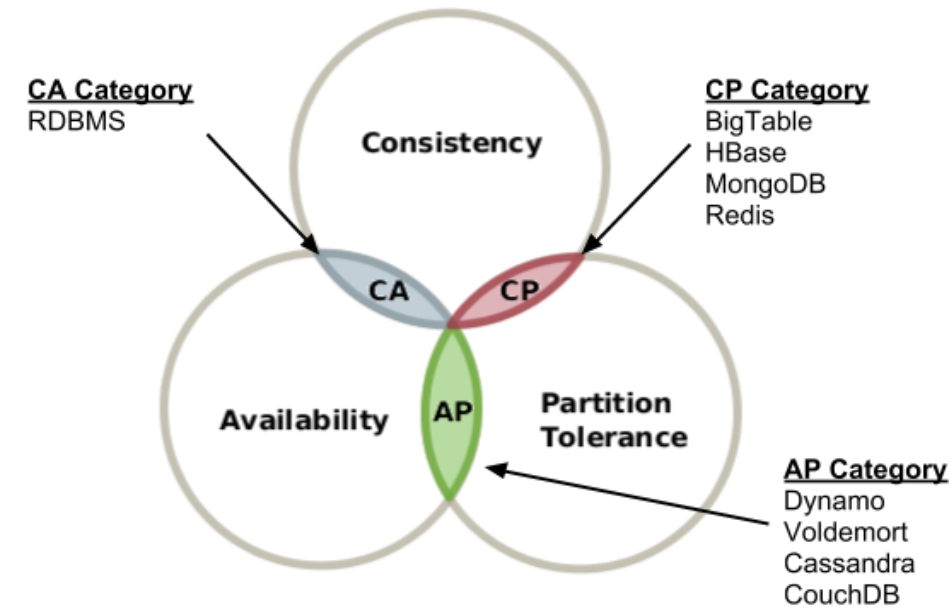 CA Category
RDBMS
CP Category
BigTable
HBase
MongoDB
Redis
Consistency
CA
CP
AP
Availability
Partition
Tolerance
AP Category
Dynamo
Voldemort
Cassandra
CouchDB